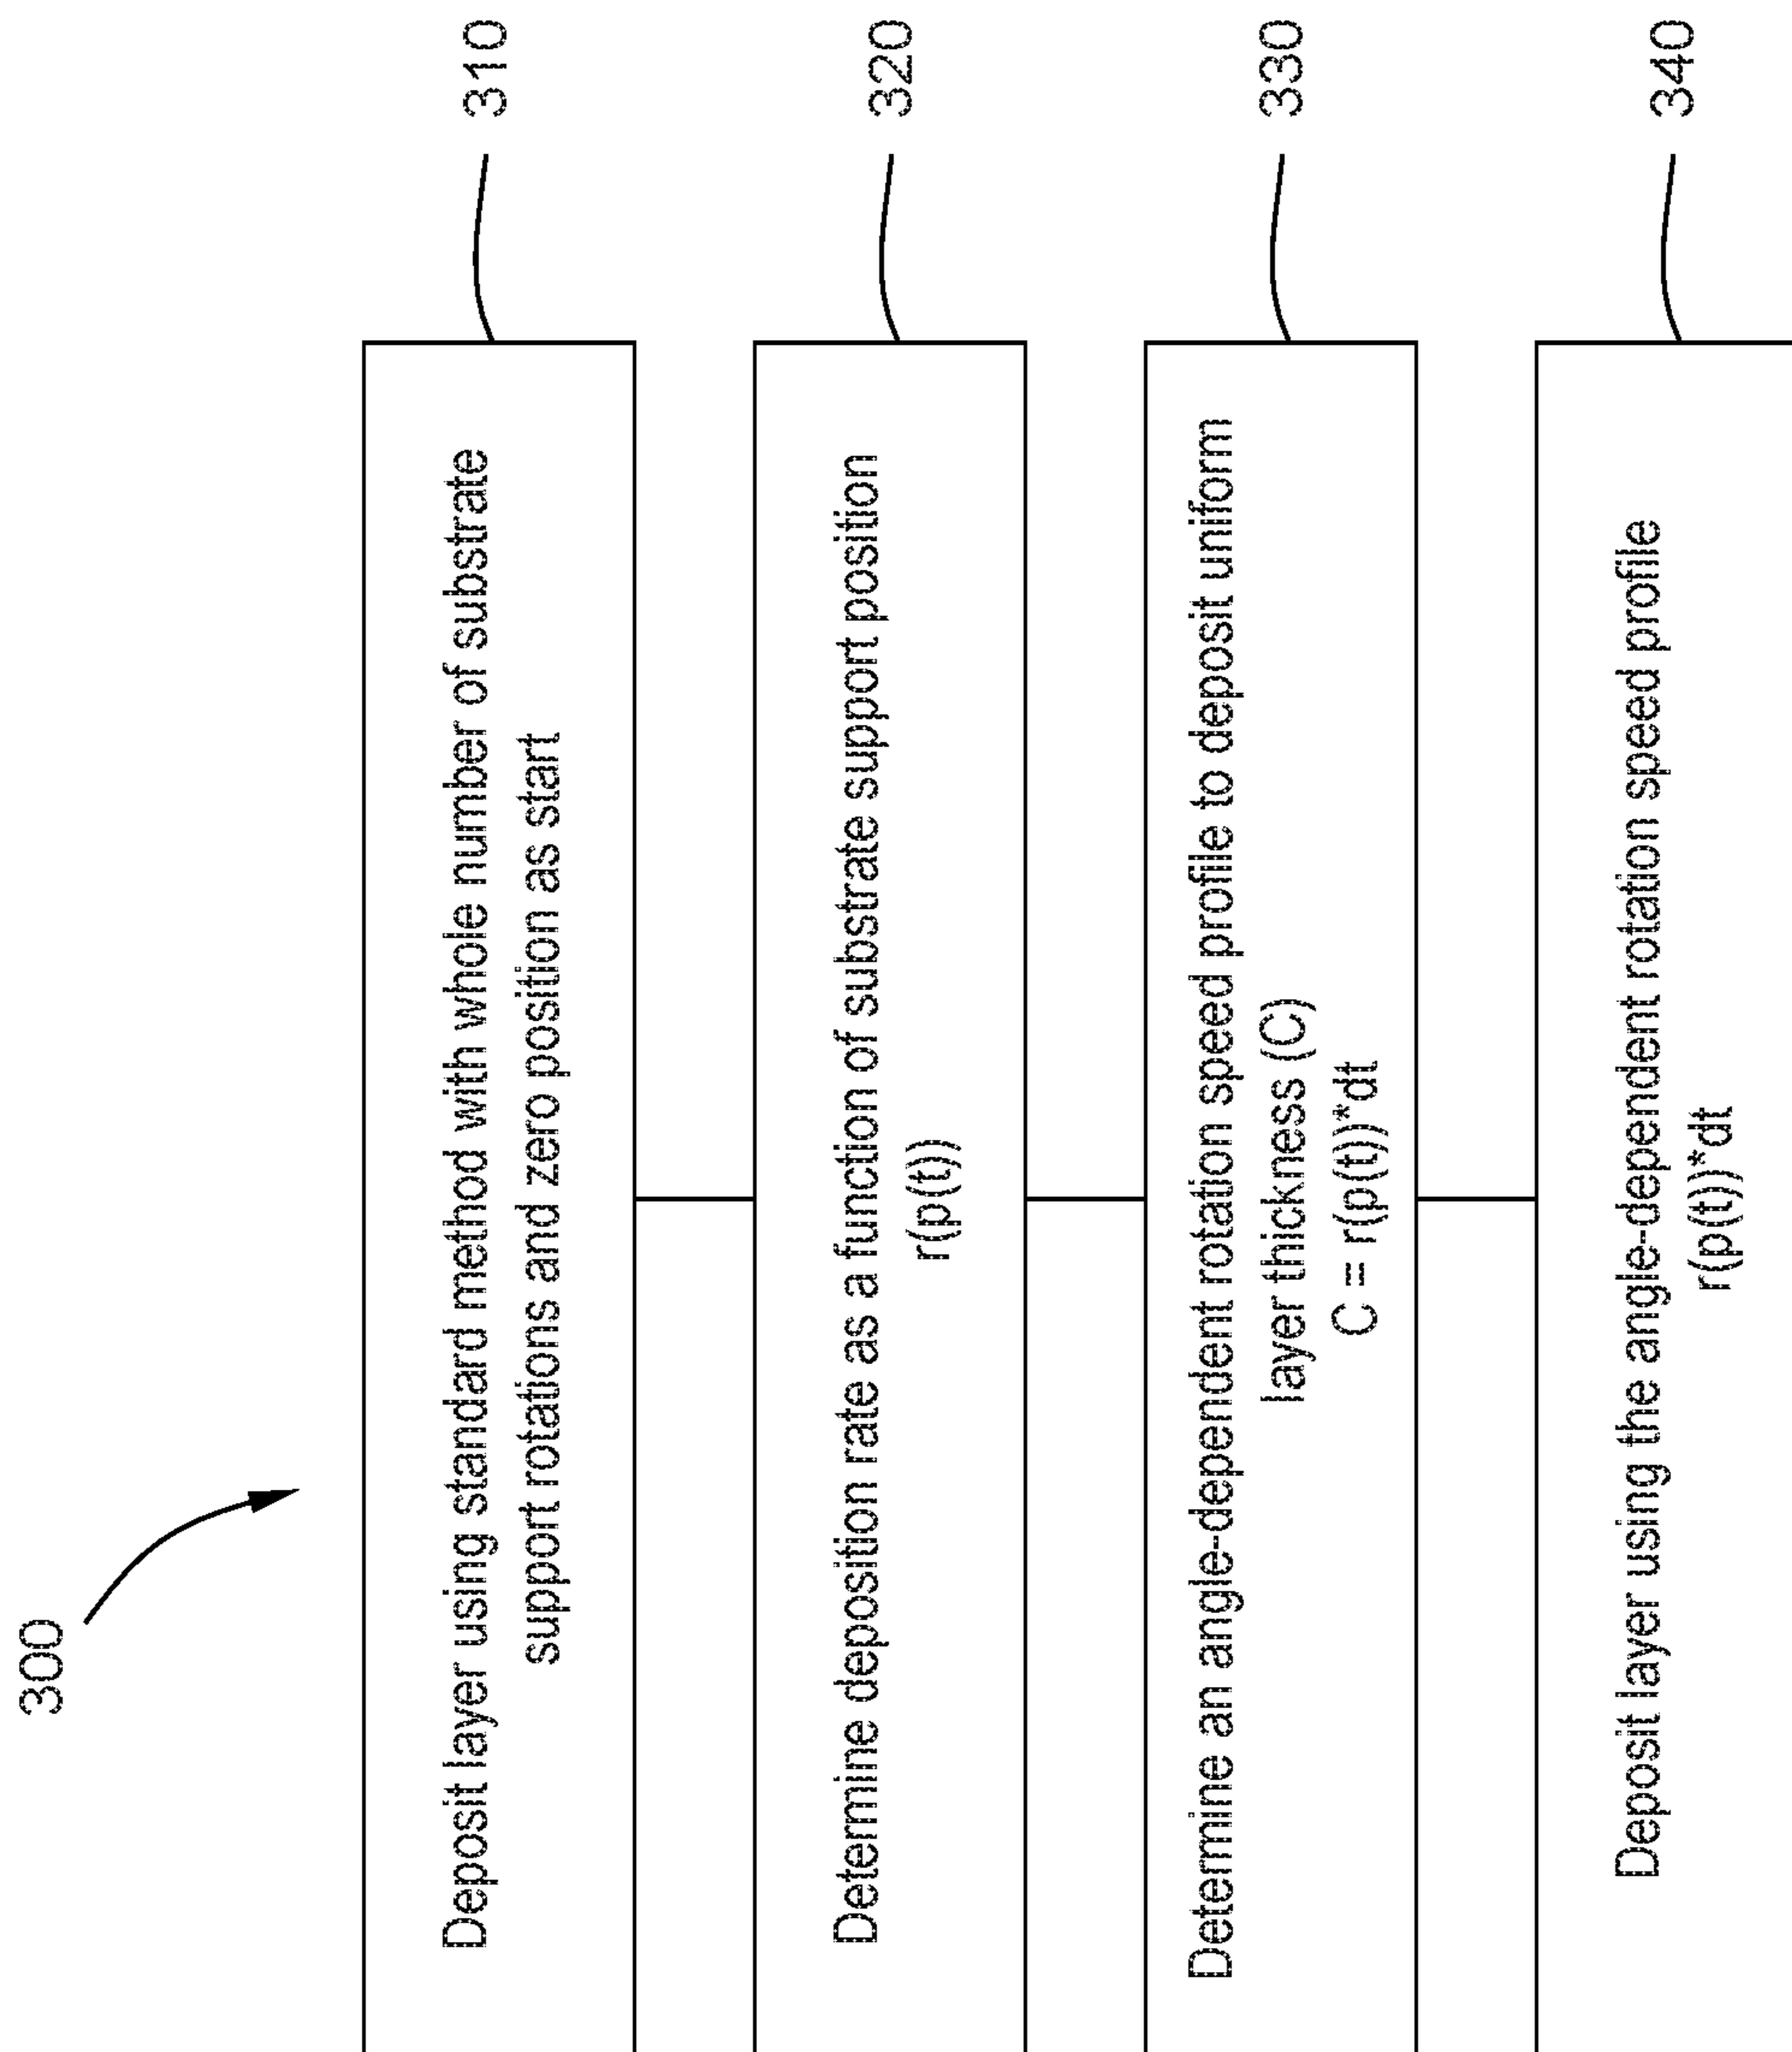 300
Deposit layer using standard method with whole number of substrate
support rotations and zero position as start
310
Determine deposition rate as a function of substrate support position
r(p(t))
320
Determine an angle-dependent rotation speed profile to deposit uniform
layer thickness (C)
C = r(p(t))*dt
330
Deposit layer using the angle-dependent rotation speed profile
r(p(t))*dt
340